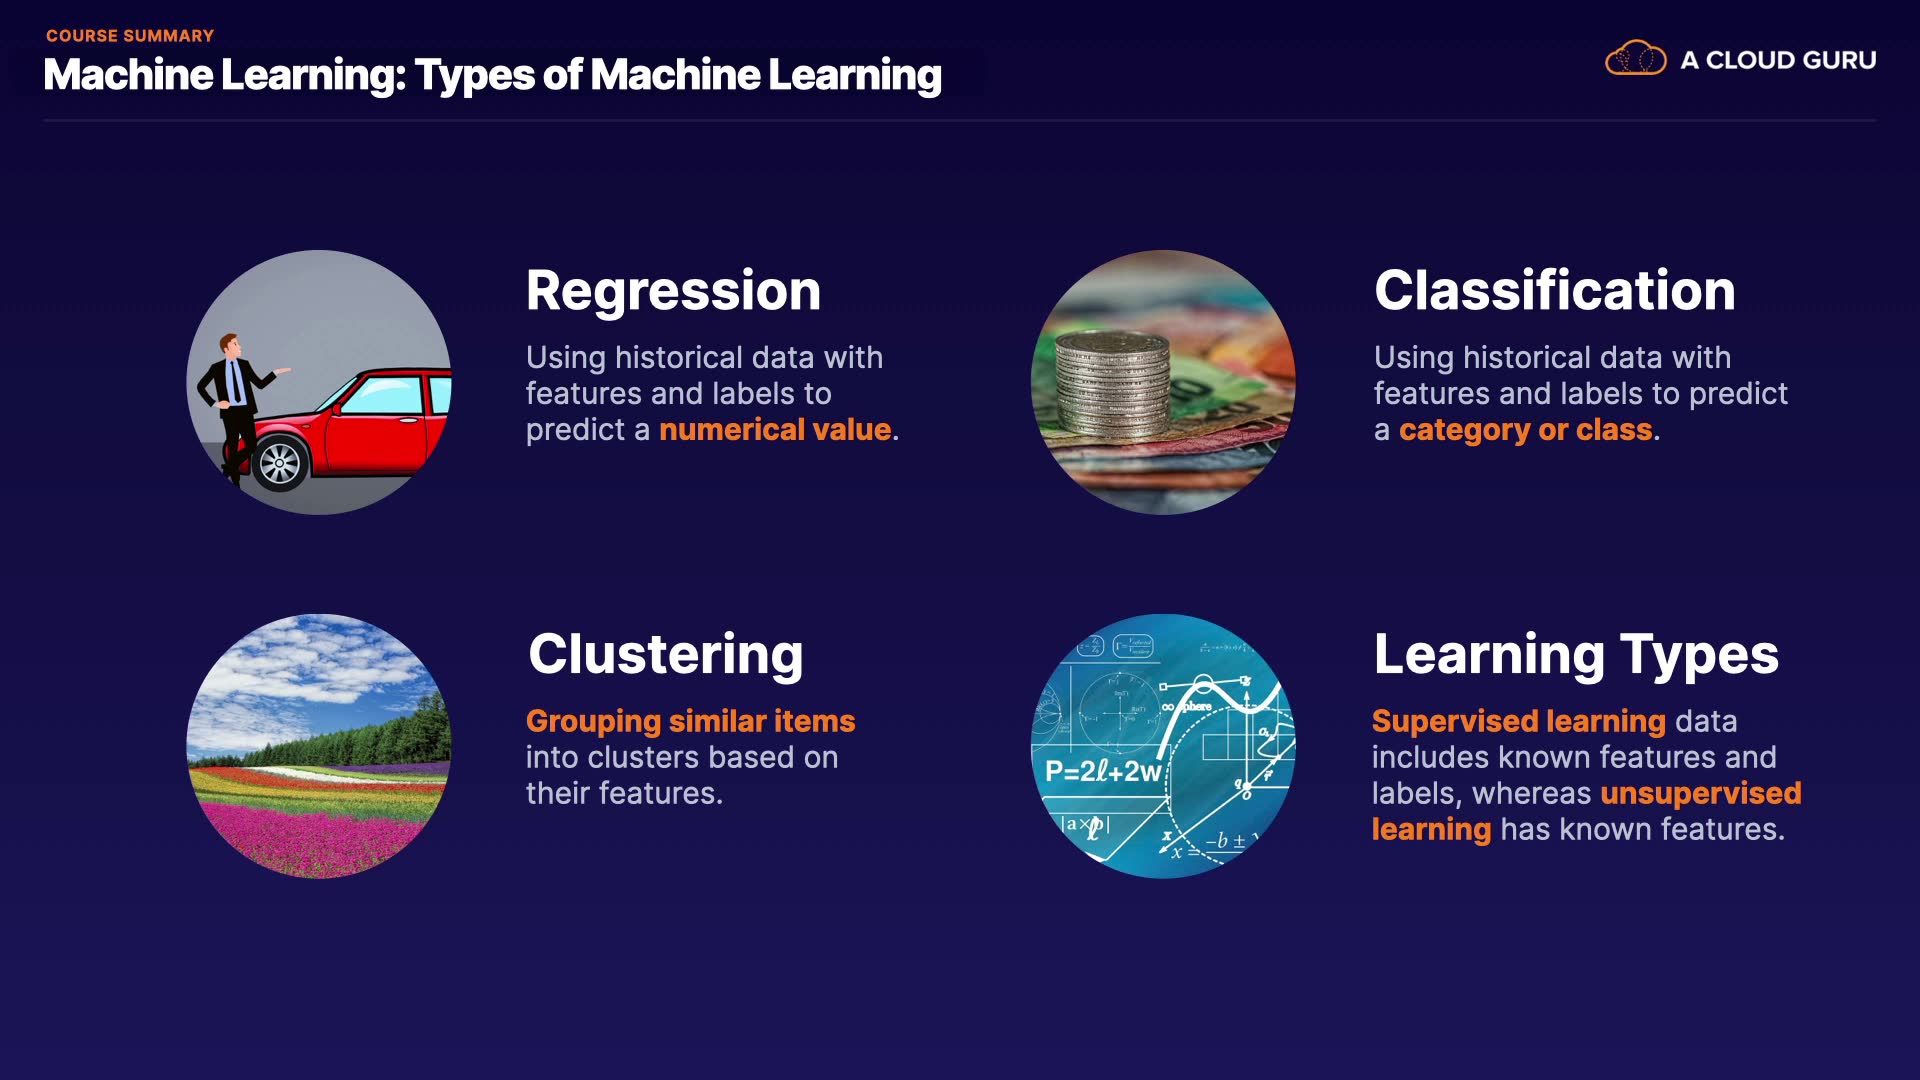 COURSE SUMMARY
Machine Learning: Types of Machine Learning
A CLOUD GURU
Regression
Using historical data with
features and labels to
predict a numerical value.
Classification
Using historical data with
features and labels to predict
a category or class.
Clustering
Grouping similar items
into clusters based on
their features.
Learning Types
Supervised learning data
includes known features and
labels, whereas unsupervised
learning has known features.
∞ sphere
P=2ℓ+2w